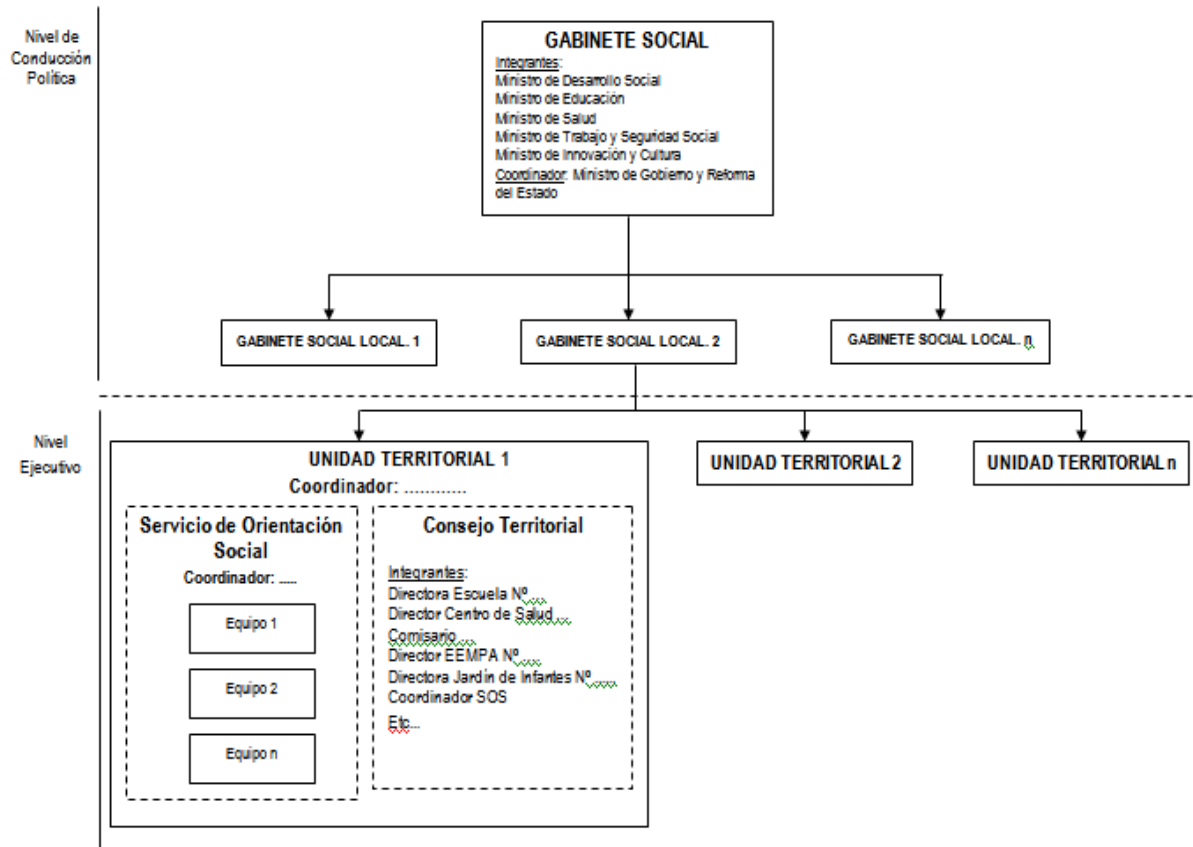 Nivel de
Conducción
Política
GABINETE SOCIAL
Integrantes:
Ministro de Desarrollo Social
Ministro de Educación
Ministro de Salud
Ministro de Trabajo y Seguridad Social
Ministro de Innovación y Cultura
Coordinador: Ministro de Gobierno y Reforma
del Estado
GABINETE SOCIAL LOCAL. 1
GABINETE SOCIAL LOCAL. 2
GABINETE SOCIAL LOCAL. n
Nivel
Ejecutivo
UNIDAD TERRITORIAL 1
Coordinador: ............
Servicio de Orientación
Social
Coordinador: .....
Equipo 1
Equipo 2
Equipo n
Consejo Territorial
Integrantes:
Directora Escuela Nº ...
Director Centro de Salud ...
Comisario ...
Director EEMPA Nº ...
Directora Jardín de Infantes Nº ....
Coordinador SOS
Etc...
UNIDAD TERRITORIAL 2
UNIDAD TERRITORIAL n